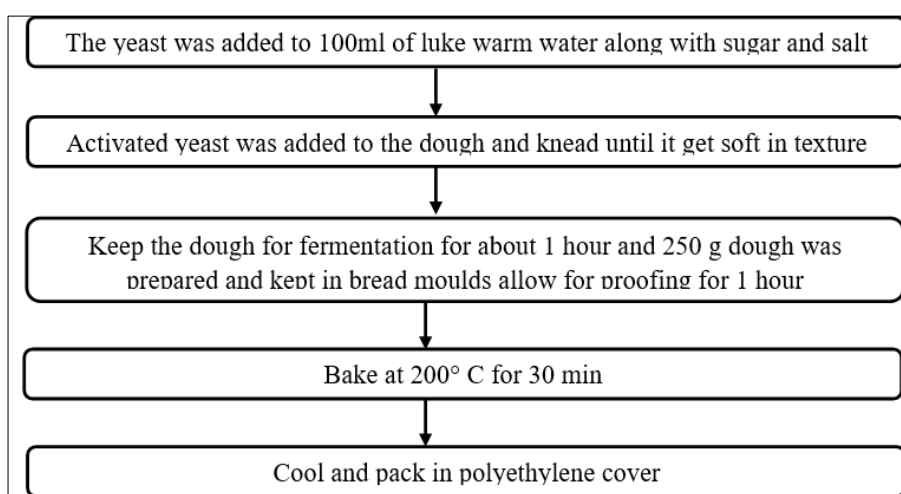 The yeast was added to 100ml of luke warm water along with sugar and salt
Activated yeast was added to the dough and knead until it get soft in texture
Keep the dough for fermentation for about 1 hour and 250 g dough was
prepared and kept in bread moulds allow for proofing for 1 hour
Bake at 200° C for 30 min
Cool and pack in polyethylene cover